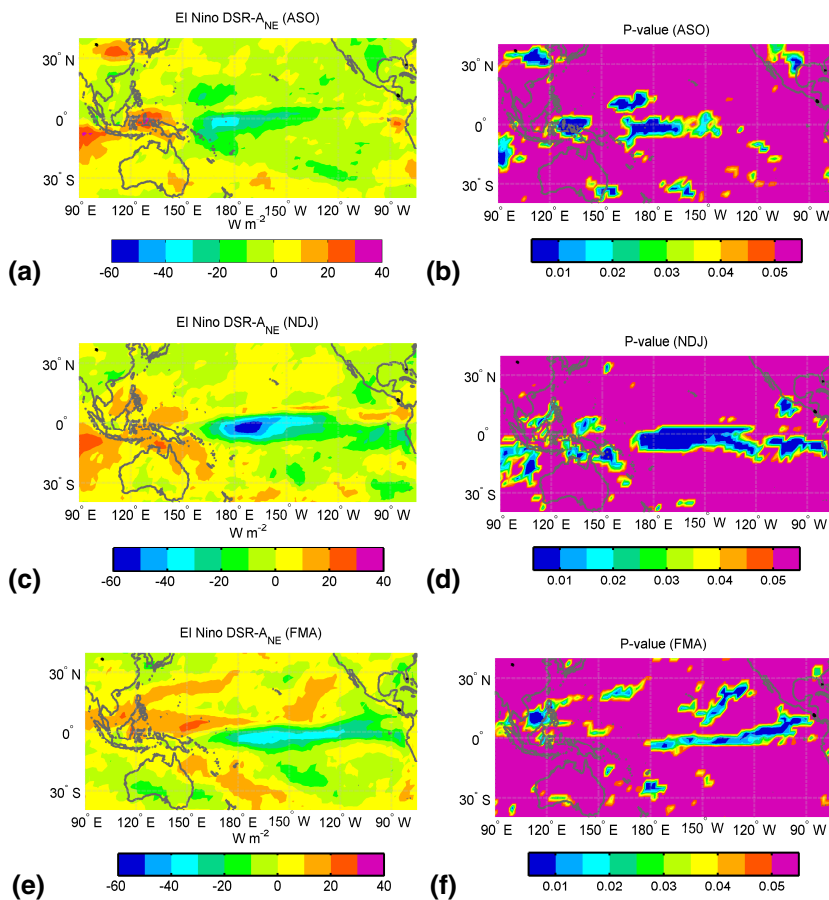 El Nino DSR-A_NE (ASO)
30° N
0°
30° S
90° E 120° E 150° E 180° W 150° W 120° W 90° W
W m-2
-60 -40 -20 0 20 40
(a)
P-value (ASO)
30° N
0°
30° S
90° E 120° E 150° E 180° W 150° W 120° W 90° W
0.01 0.02 0.03 0.04 0.05
(b)
El Nino DSR-A_NE (NDJ)
30° N
0°
30° S
90° E 120° E 150° E 180° W 150° W 120° W 90° W
W m-2
-60 -40 -20 0 20 40
(c)
P-value (NDJ)
30° N
0°
30° S
90° E 120° E 150° E 180° W 150° W 120° W 90° W
0.01 0.02 0.03 0.04 0.05
(d)
El Nino DSR-A_NE (FMA)
30° N
0°
30° S
90° E 120° E 150° E 180° W 150° W 120° W 90° W
W m-2
-60 -40 -20 0 20 40
(e)
P-value (FMA)
30° N
0°
30° S
90° E 120° E 150° E 180° W 150° W 120° W 90° W
0.01 0.02 0.03 0.04 0.05
(f)